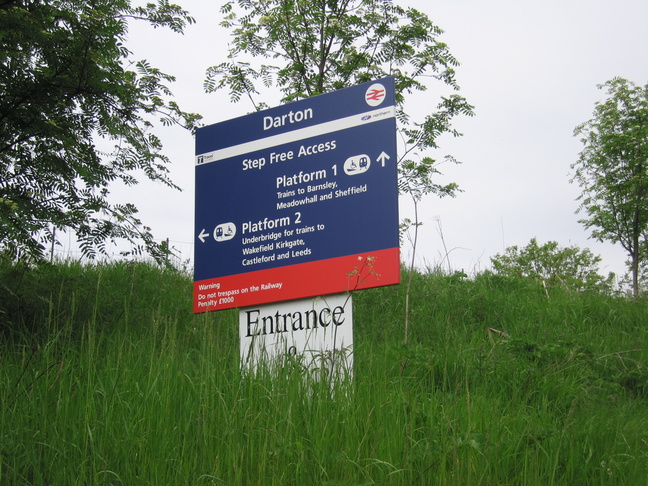 Darton
northern
Step Free Access
Platform 1
Trains to Barnsley,
Meadowhall and Sheffield
Platform 2
Underbridge for trains to
Wakefield Kirkgate,
Castleford and Leeds
Warning
Do not trespass on the Railway
Penalty £1000
Entrance
&